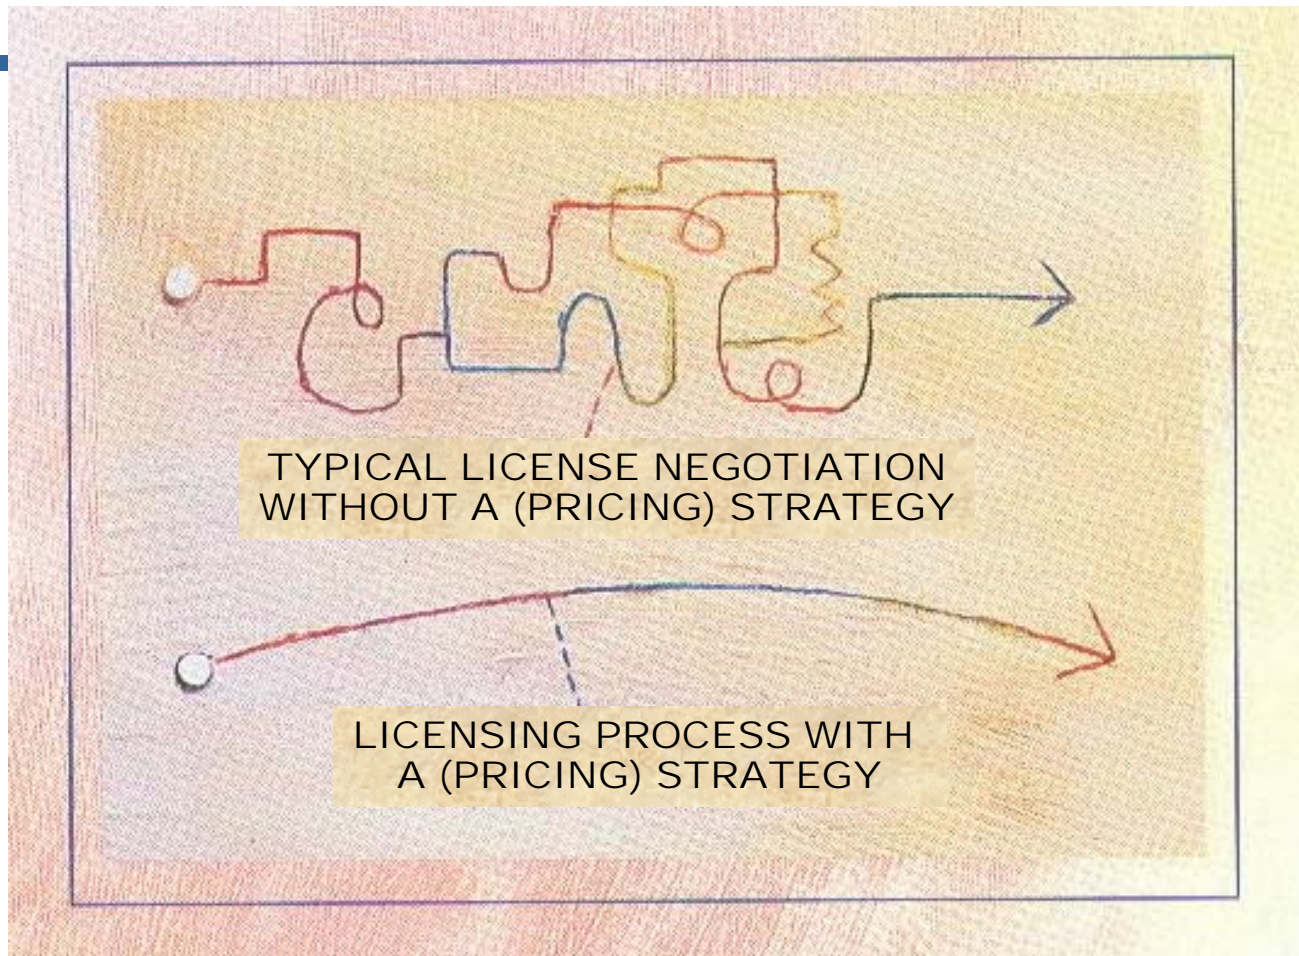 TYPICAL LICENSE NEGOTIATION
WITHOUT A (PRICING) STRATEGY
LICENSING PROCESS WITH
A (PRICING) STRATEGY